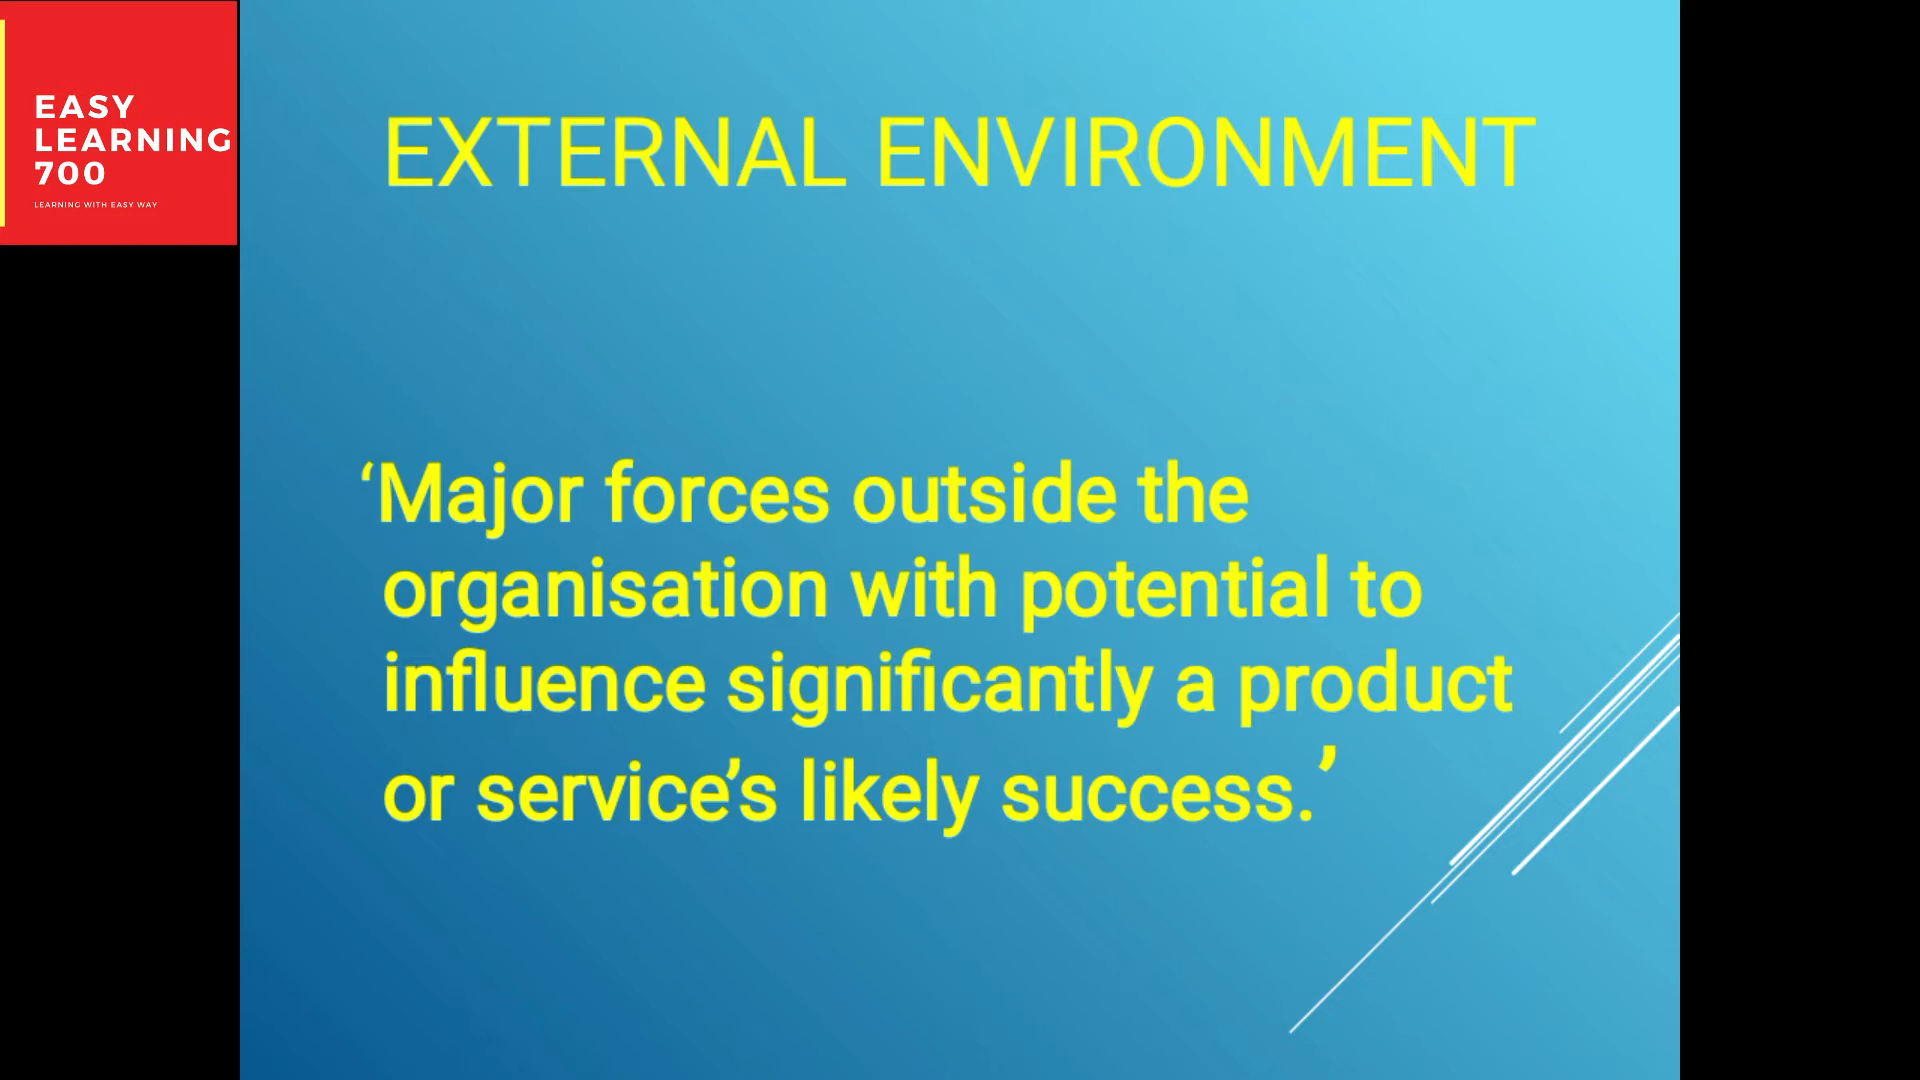 EASY
LEARNING
700
LEARNING WITH EASY WAY
EXTERNAL ENVIRONMENT
‘Major forces outside the
organisation with potential to
influence significantly a product
or service’s likely success.’